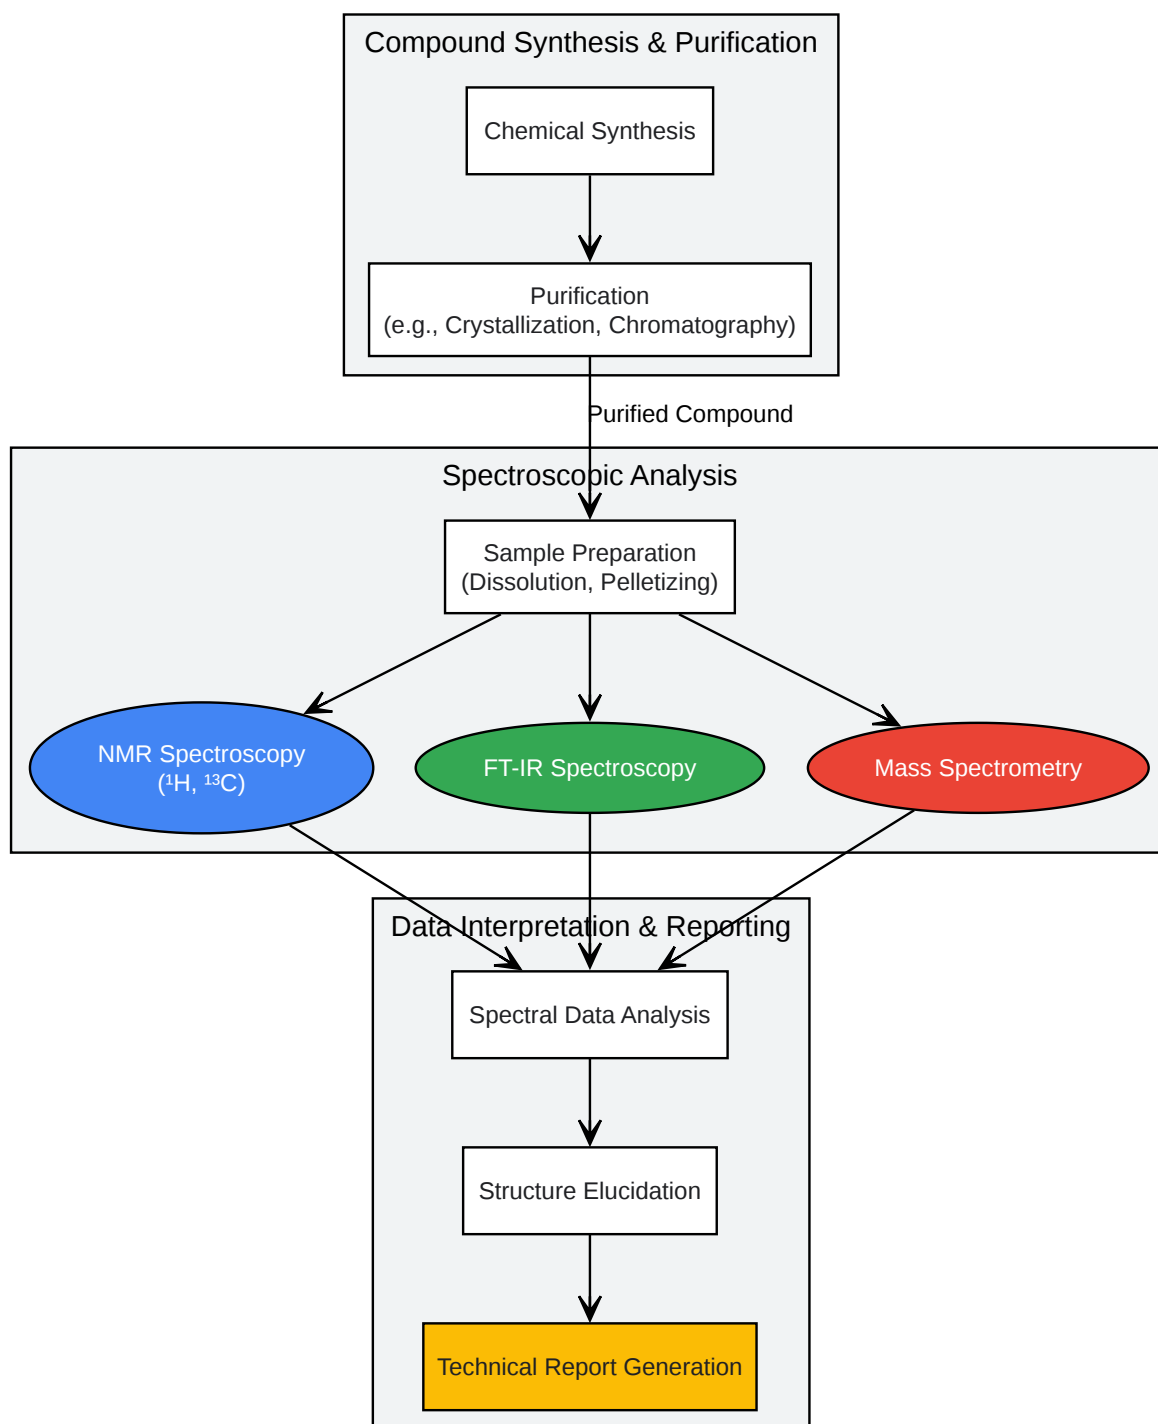 Compound Synthesis & Purification
Chemical Synthesis
Purification
(e.g., Crystallization, Chromatography)
Purified Compound
Spectroscopic Analysis
Sample Preparation
(Dissolution, Pelletizing)
NMR Spectroscopy
(¹H, ¹³C)
FT-IR Spectroscopy
Mass Spectrometry
Data Interpretation & Reporting
Spectral Data Analysis
Structure Elucidation
Technical Report Generation